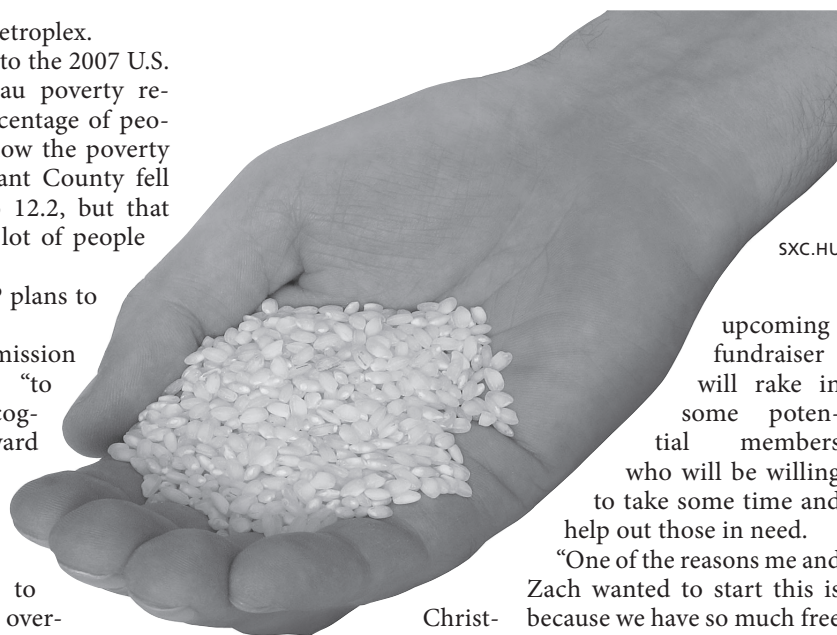 etroplex.
to the 2007 U.S.
au poverty re-
centage of peo-
ow the poverty
ant County fell
12.2, but that
lot of people
plans to
mission
“to
cog-
ard
to
over-
Christ-
SXC.HU
upcoming
fundraiser
will rake in
some poten-
tial members
who will be willing
to take some time and
help out those in need.
“One of the reasons me and
Zach wanted to start this is
because we have so much free